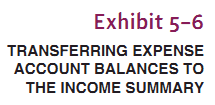 Exhibit 5–6
TRANSFERRING EXPENSE
ACCOUNT BALANCES TO
THE INCOME SUMMARY